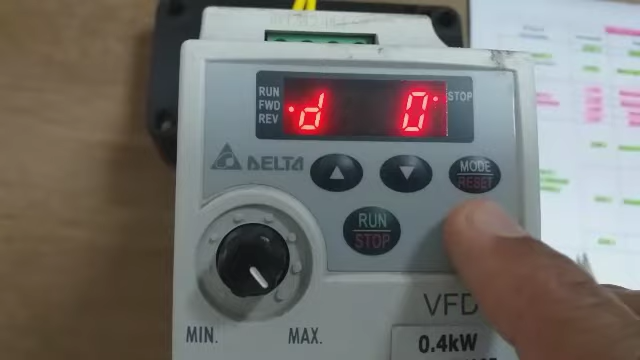 RUN
FWD
REV
d 0
STOP
DELTA
MODE
RESET
RUN
STOP
VFD
MIN.
MAX.
0.4kW